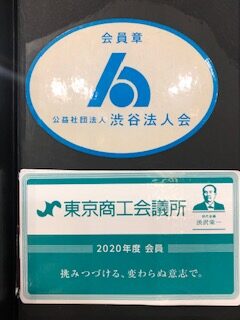 会員章
公益社団法人 渋谷法人会
東京商工会議所
初代会頭
渋沢栄一
2020年度 会員
挑みつづける、変わらぬ意志で。